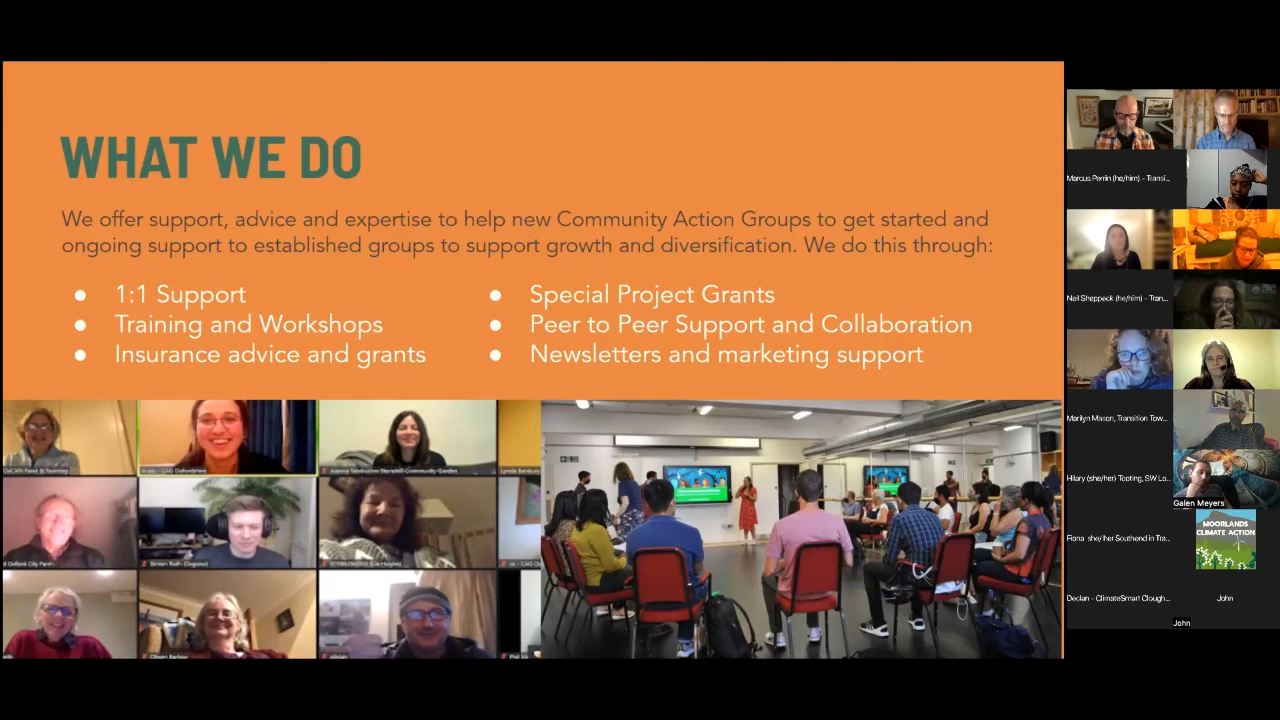 WHAT WE DO
We offer support, advice and expertise to help new Community Action Groups to get started and
ongoing support to established groups to support growth and diversification. We do this through:
1:1 Support
Training and Workshops
Insurance advice and grants
Special Project Grants
Peer to Peer Support and Collaboration
Newsletters and marketing support
Marcus Perrin (he/him) - Transi...
Neil Sheppeck (he/him) - Tran...
Marilyn Mason, Transition Tow...
Hilary (she/her) Tooting, SW Lo...
Galen Meyers
Fiona she/her Southend in Tra...
MOORLANDS
CLIMATE ACTION
Declan - ClimateSmart Clough...
John
John